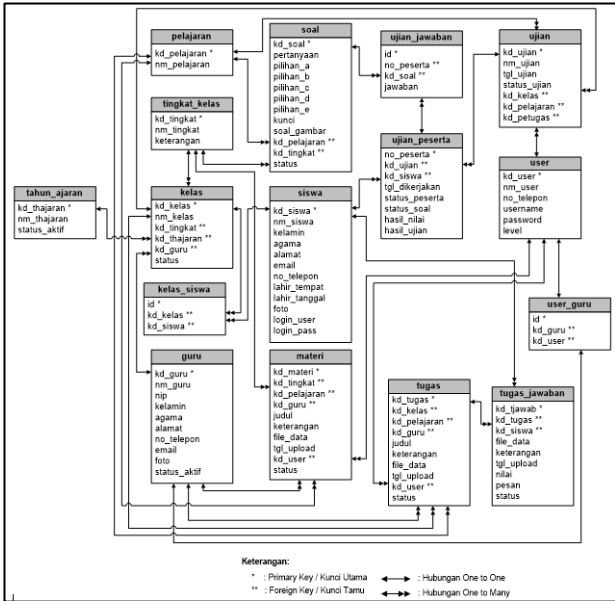 pelajaran
kd_pelajaran *
nm_pelajaran
soal
kd_soal *
pertanyaan
pilihan_a
pilihan_b
pilihan_c
pilihan_d
pilihan_e
kunci
soal_gambar
kd_pelajaran **
kd_tingkat **
status
ujian_jawaban
id *
no_peserta **
kd_soal **
jawaban
ujian
kd_ujian *
nm_ujian
tgl_ujian
status_ujian
kd_kelas **
kd_pelajaran **
kd_petugas **
tingkat_kelas
kd_tingkat *
nm_tingkat
keterangan
ujian_peserta
no_peserta *
kd_ujian **
kd_siswa **
tgl_dikerjakan
status_peserta
status_soal
hasil_nilai
hasil_ujian
user
kd_user *
nm_user
no_telepon
username
password
level
tahun_ajaran
kd_thajaran *
nm_thajaran
status_aktif
kelas
kd_kelas *
nm_kelas
kd_tingkat **
kd_thajaran **
kd_guru **
status
siswa
kd_siswa *
nm_siswa
kelamin
agama
alamat
email
no_telepon
lahir_tempat
lahir_tanggal
foto
login_user
login_pass
kelas_siswa
id *
kd_kelas **
kd_siswa **
user_guru
id *
kd_guru **
kd_user **
guru
kd_guru *
nm_guru
nip
kelamin
agama
alamat
no_telepon
email
foto
status_aktif
materi
kd_materi *
kd_tingkat **
kd_pelajaran **
kd_guru **
judul
keterangan
file_data
tgl_upload
kd_user **
status
tugas
kd_tugas *
kd_kelas **
kd_pelajaran **
kd_guru **
judul
keterangan
file_data
tgl_upload
kd_user **
status
tugas_jawaban
kd_tjawab *
kd_tugas **
kd_siswa **
file_data
keterangan
tgl_upload
nilai
pesan
status
Keterangan:
* : Primary Key / Kunci Utama : Hubungan One to One
** : Foreign Key / Kunci Tamu : Hubungan One to Many